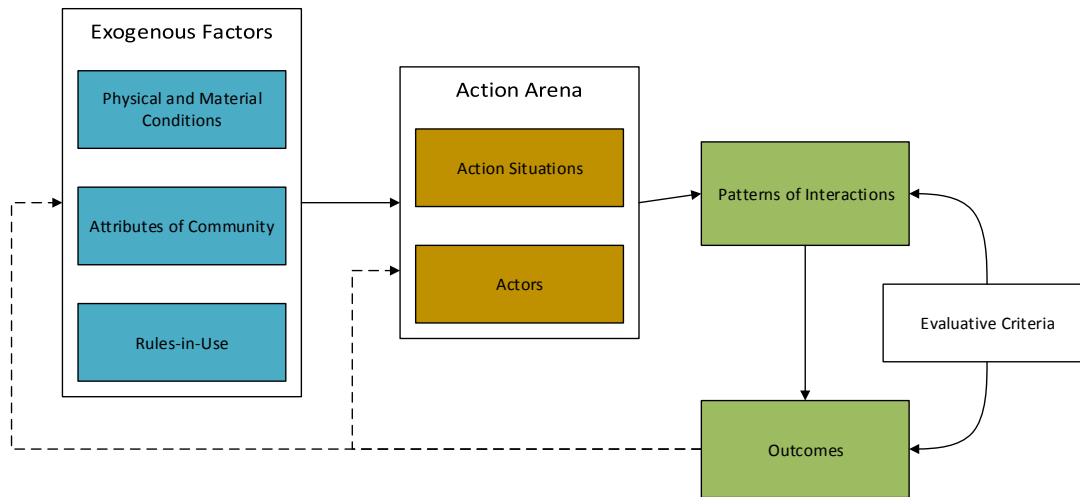 Exogenous Factors
Physical and Material
Conditions
Attributes of Community
Rules-in-Use
Action Arena
Action Situations
Actors
Patterns of Interactions
Evaluative Criteria
Outcomes